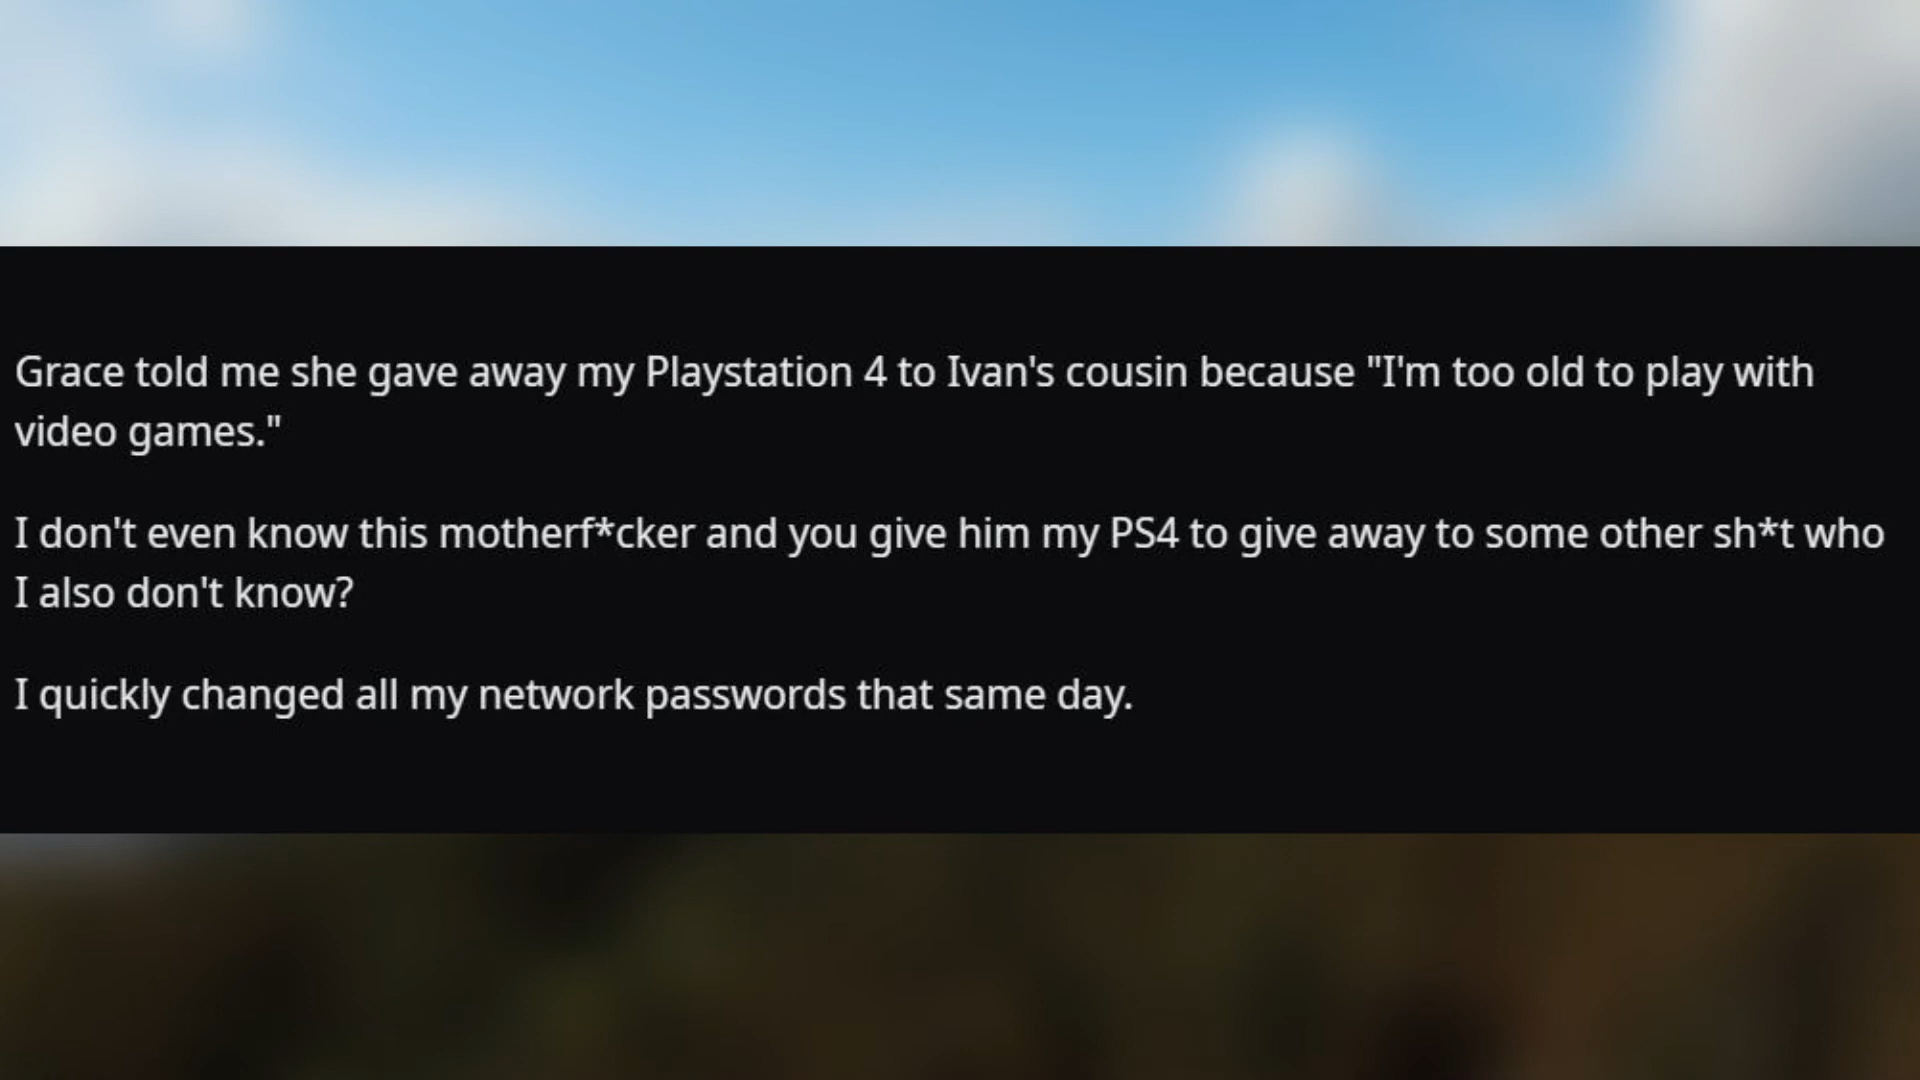 Grace told me she gave away my Playstation 4 to Ivan's cousin because "I'm too old to play with
video games."
I don't even know this motherf*cker and you give him my PS4 to give away to some other sh*t who
I also don't know?
I quickly changed all my network passwords that same day.